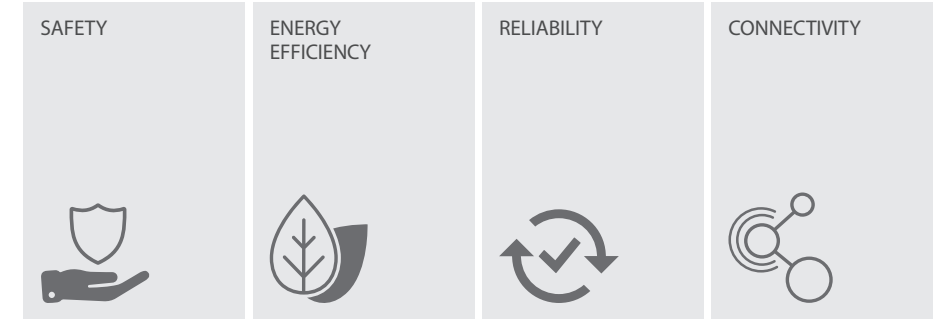 SAFETY
ENERGY
EFFICIENCY
RELIABILITY
CONNECTIVITY